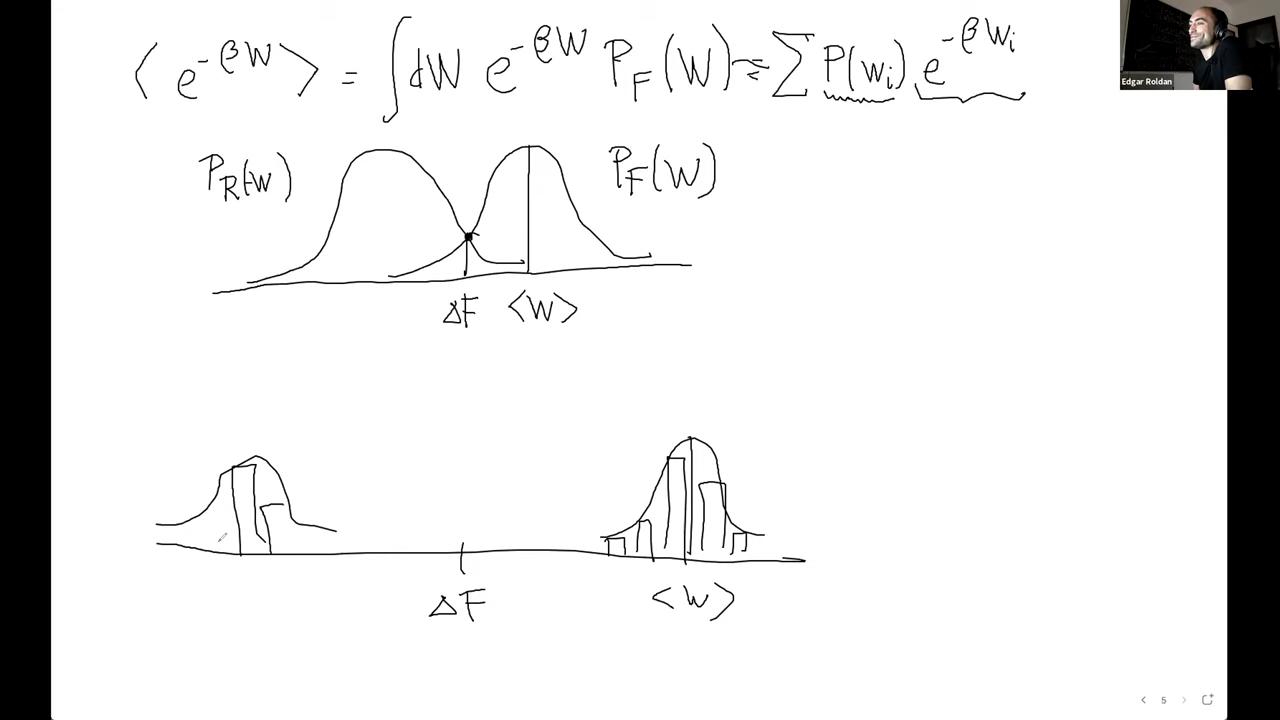 ⟨ e^{-βW} ⟩ = ∫ dW e^{-βW} P_F(W) ≈ ∑ P(w_i) e^{-βW_i}
Edgar Roldan
P_R(-W) P_F(W)
ΔF ⟨W⟩
ΔF <W>
5